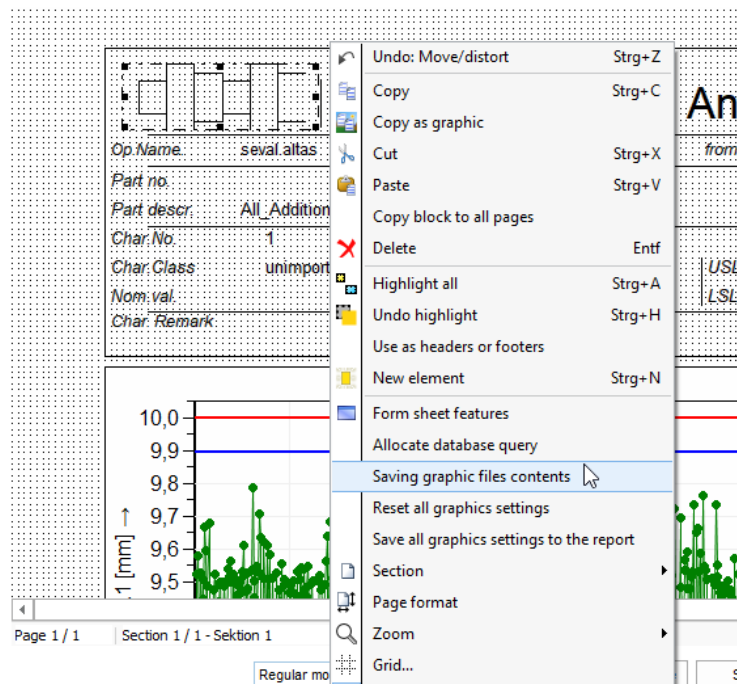 Undo: Move/distort Strg+Z
Copy Strg+C
Copy as graphic
Cut Strg+X
Paste Strg+V
Copy block to all pages
Delete Entf
Highlight all Strg+A
Undo highlight Strg+H
Use as headers or footers
New element Strg+N
Form sheet features
Allocate database query
Saving graphic files contents
Reset all graphics settings
Save all graphics settings to the report
Section
Page format
Zoom
Grid...
An
Op.Name. seval.altas from
Part no.
Part descr. All_Addition
Char.No. 1
Char.Class unimport USL
Nom.val. LSL
Char. Remark
10,0
9,9
9,8
9,7
9,6
9,5
1 [mm] →
Page 1 / 1 Section 1 / 1 - Sektion 1
Regular mo